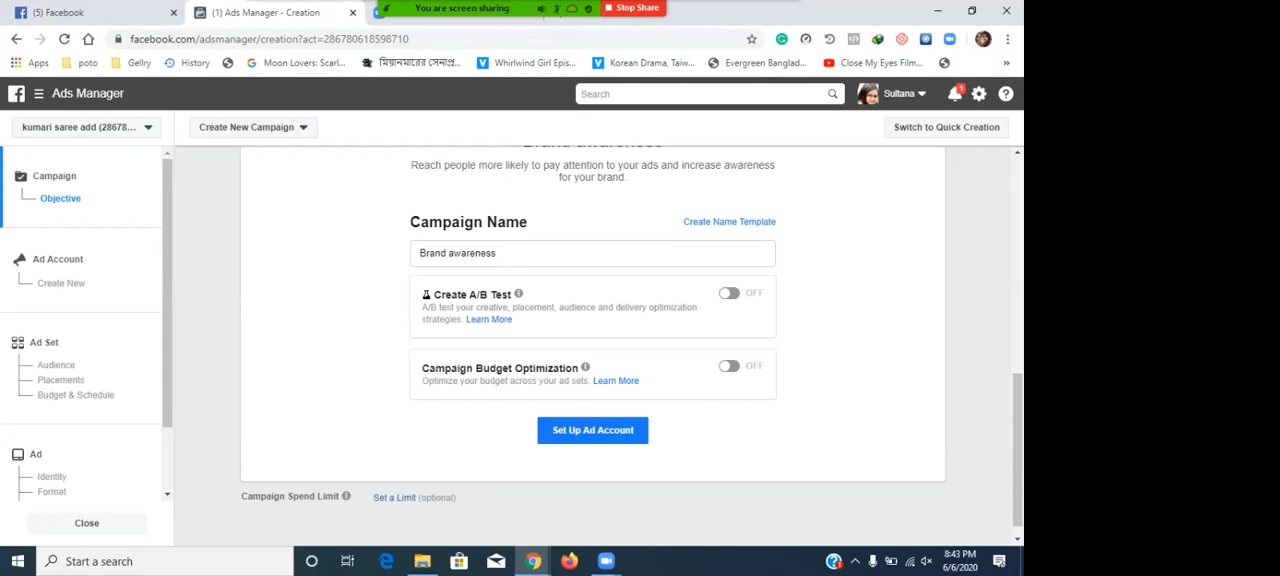 (5) Facebook
(1) Ads Manager - Creation
You are screen sharing
Stop Share
facebook.com/adsmanager/creation?act=286780618598710
Apps
poto
Gellry
History
Moon Lovers: Scarl...
মিয়ানমারের সেনাপ্র...
Whirlwind Girl Epis...
Korean Drama, Taiw...
Evergreen Banglad...
Close My Eyes Film...
»
Ads Manager
Search
Sultana
1
kumari saree add (28678...
Create New Campaign
Switch to Quick Creation
Campaign
Objective
Ad Account
Create New
Ad Set
Audience
Placements
Budget & Schedule
Ad
Identity
Format
Close
Brand awareness
Reach people more likely to pay attention to your ads and increase awareness
for your brand.
Campaign Name
Create Name Template
Brand awareness
Create A/B Test
OFF
A/B test your creative, placement, audience and delivery optimization
strategies. Learn More
Campaign Budget Optimization
OFF
Optimize your budget across your ad sets. Learn More
Set Up Ad Account
Campaign Spend Limit
Set a Limit (optional)
Start a search
8:43 PM
6/6/2020